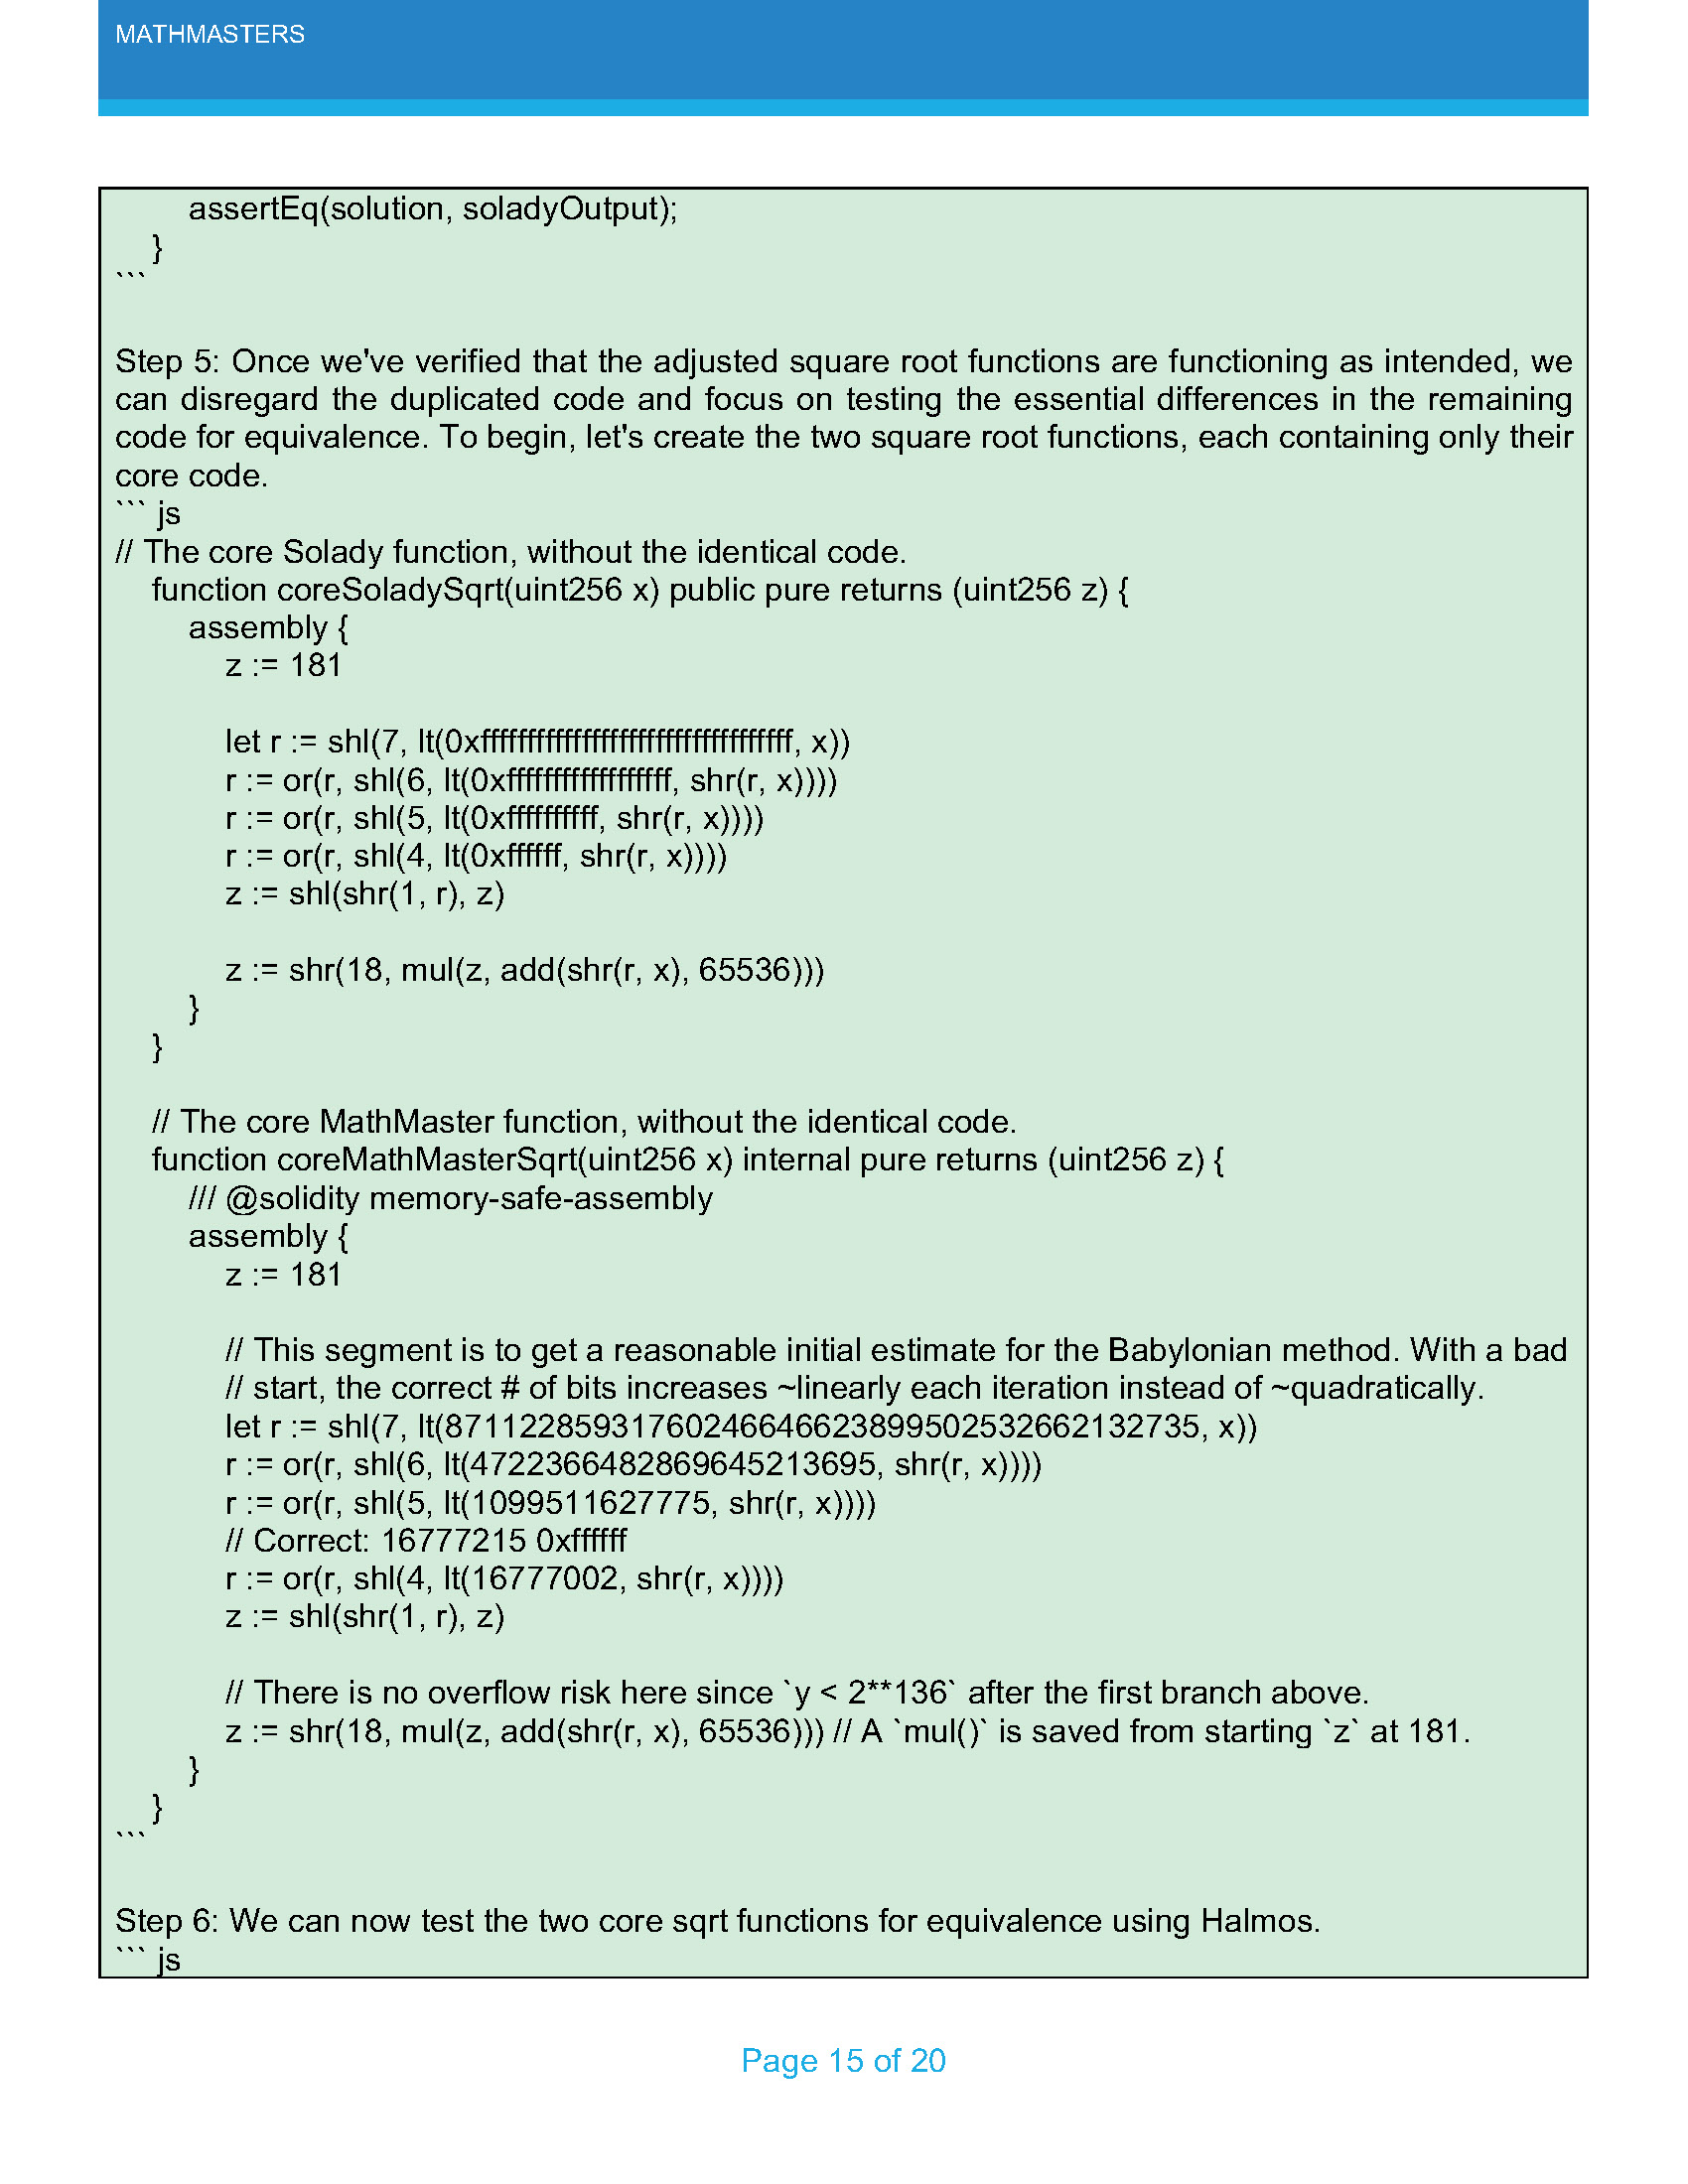 MATHMASTERS
assertEq(solution, soladyOutput);
}
```
Step 5: Once we've verified that the adjusted square root functions are functioning as intended, we
can disregard the duplicated code and focus on testing the essential differences in the remaining
code for equivalence. To begin, let's create the two square root functions, each containing only their
core code.
``` js
// The core Solady function, without the identical code.
function coreSoladySqrt(uint256 x) public pure returns (uint256 z) {
assembly {
z := 181
let r := shl(7, lt(0xffffffffffffffffffffffffffffffffff, x))
r := or(r, shl(6, lt(0xffffffffffffffffff, shr(r, x))))
r := or(r, shl(5, lt(0xffffffffff, shr(r, x))))
r := or(r, shl(4, lt(0xffffff, shr(r, x))))
z := shl(shr(1, r), z)
z := shr(18, mul(z, add(shr(r, x), 65536)))
}
}
// The core MathMaster function, without the identical code.
function coreMathMasterSqrt(uint256 x) internal pure returns (uint256 z) {
/// @solidity memory-safe-assembly
assembly {
z := 181
// This segment is to get a reasonable initial estimate for the Babylonian method. With a bad
// start, the correct # of bits increases ~linearly each iteration instead of ~quadratically.
let r := shl(7, lt(87112285931760246646623899502532662132735, x))
r := or(r, shl(6, lt(4722366482869645213695, shr(r, x))))
r := or(r, shl(5, lt(1099511627775, shr(r, x))))
// Correct: 16777215 0xffffff
r := or(r, shl(4, lt(16777002, shr(r, x))))
z := shl(shr(1, r), z)
// There is no overflow risk here since `y < 2**136` after the first branch above.
z := shr(18, mul(z, add(shr(r, x), 65536))) // A `mul()` is saved from starting `z` at 181.
}
}
```
Step 6: We can now test the two core sqrt functions for equivalence using Halmos.
``` js
Page 15 of 20